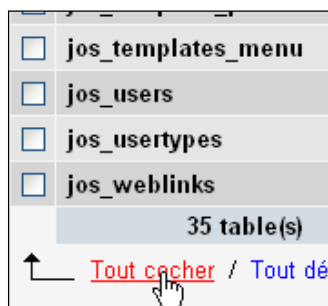 jos_templates_menu
jos_users
jos_usertypes
jos_weblinks
35 table(s)
Tout cocher / Tout dé